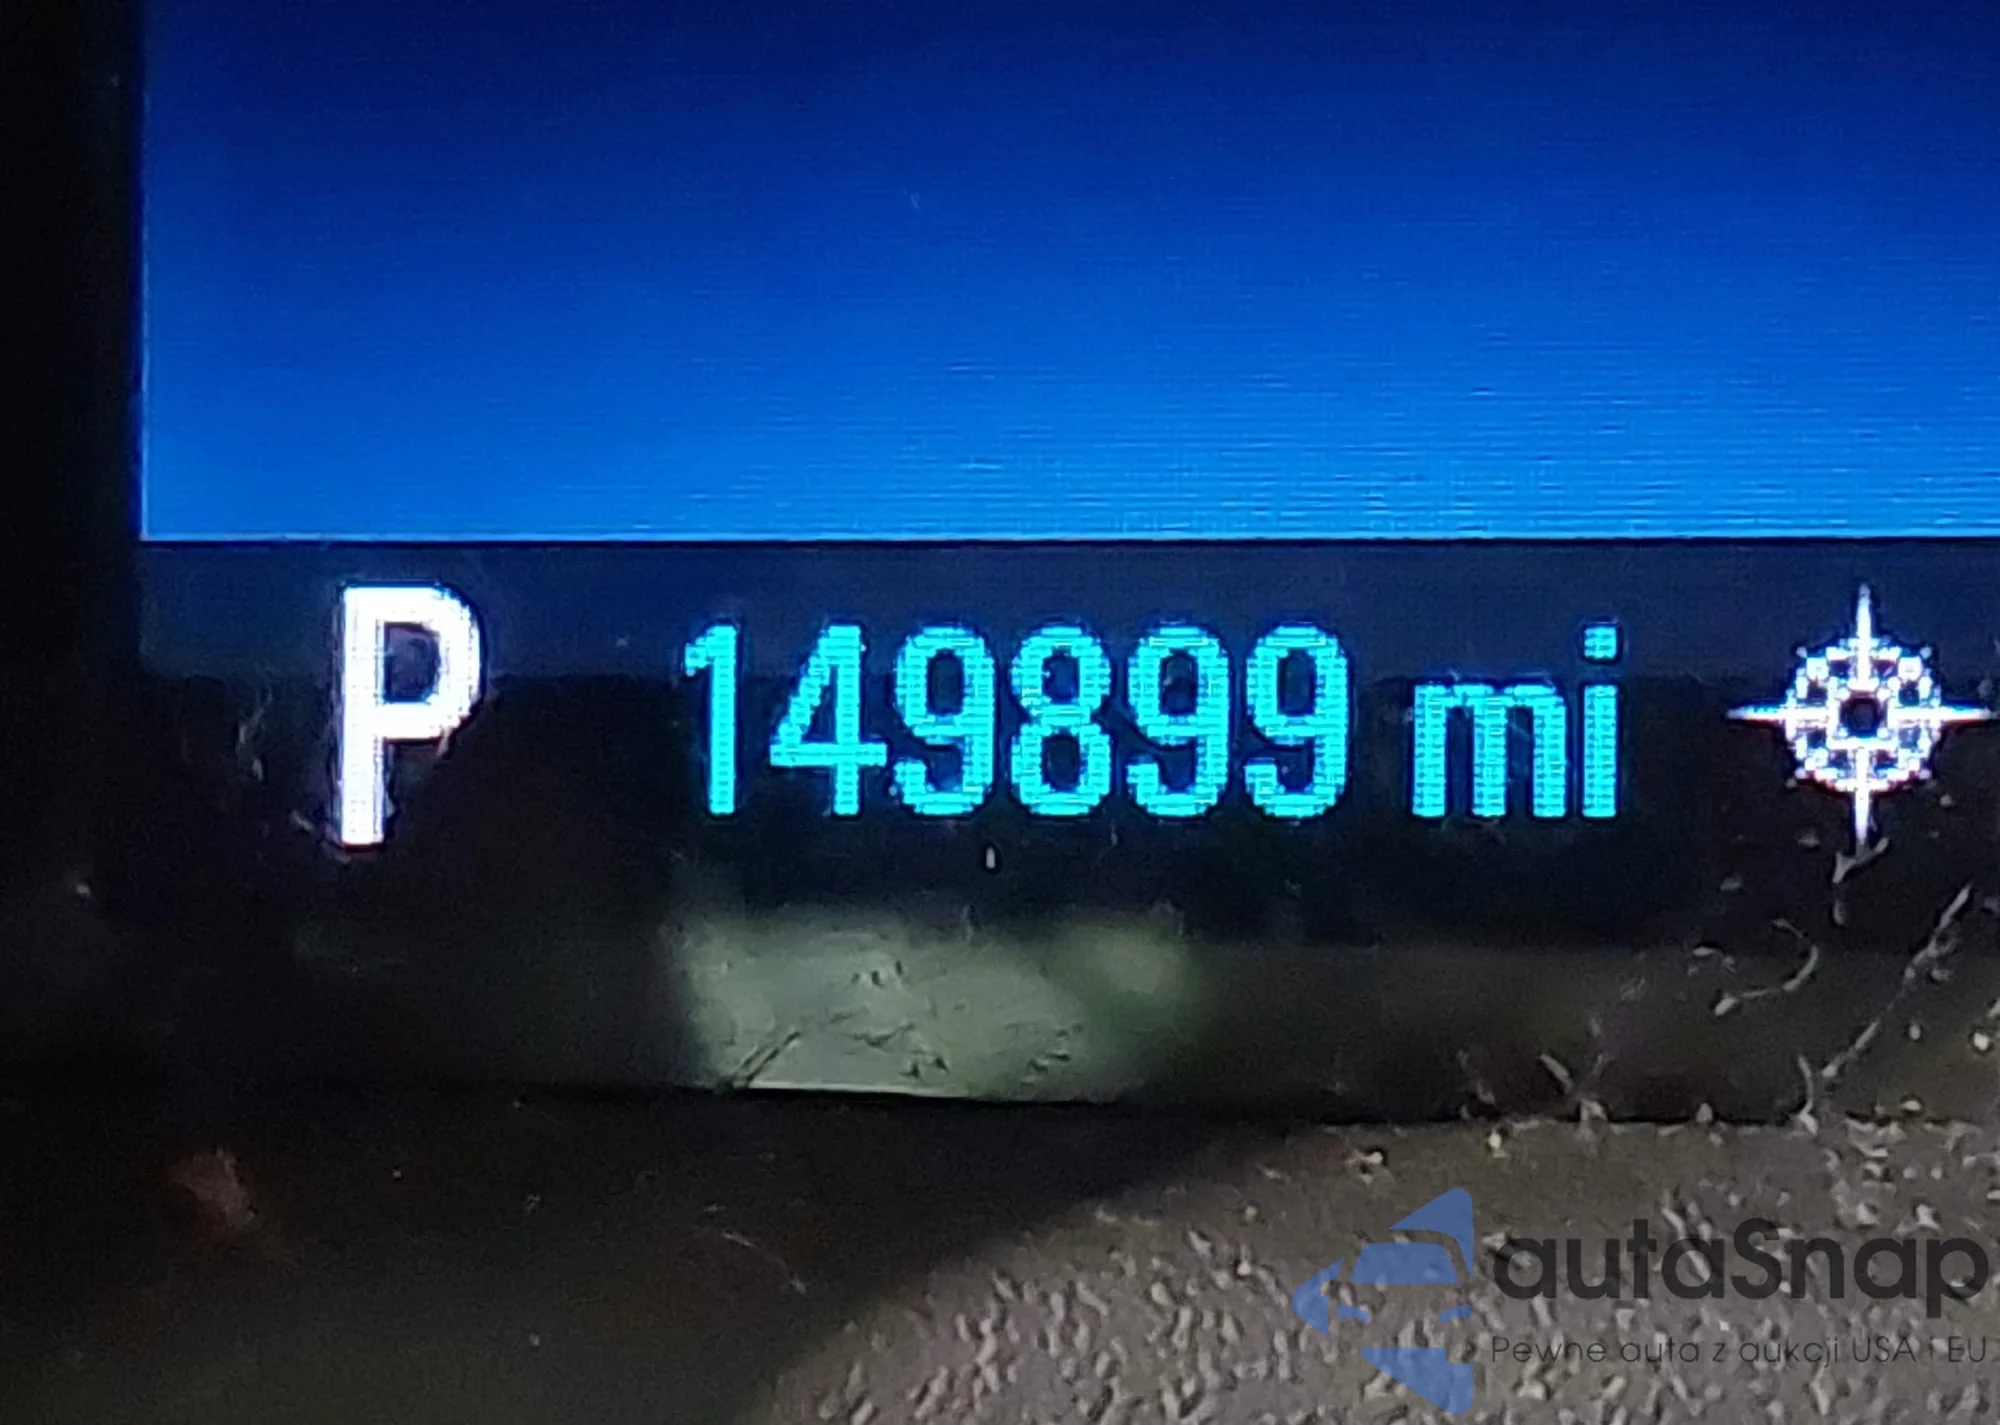 P 149899 mi
autaSnap
Pewne auta z aukcji USA i EU